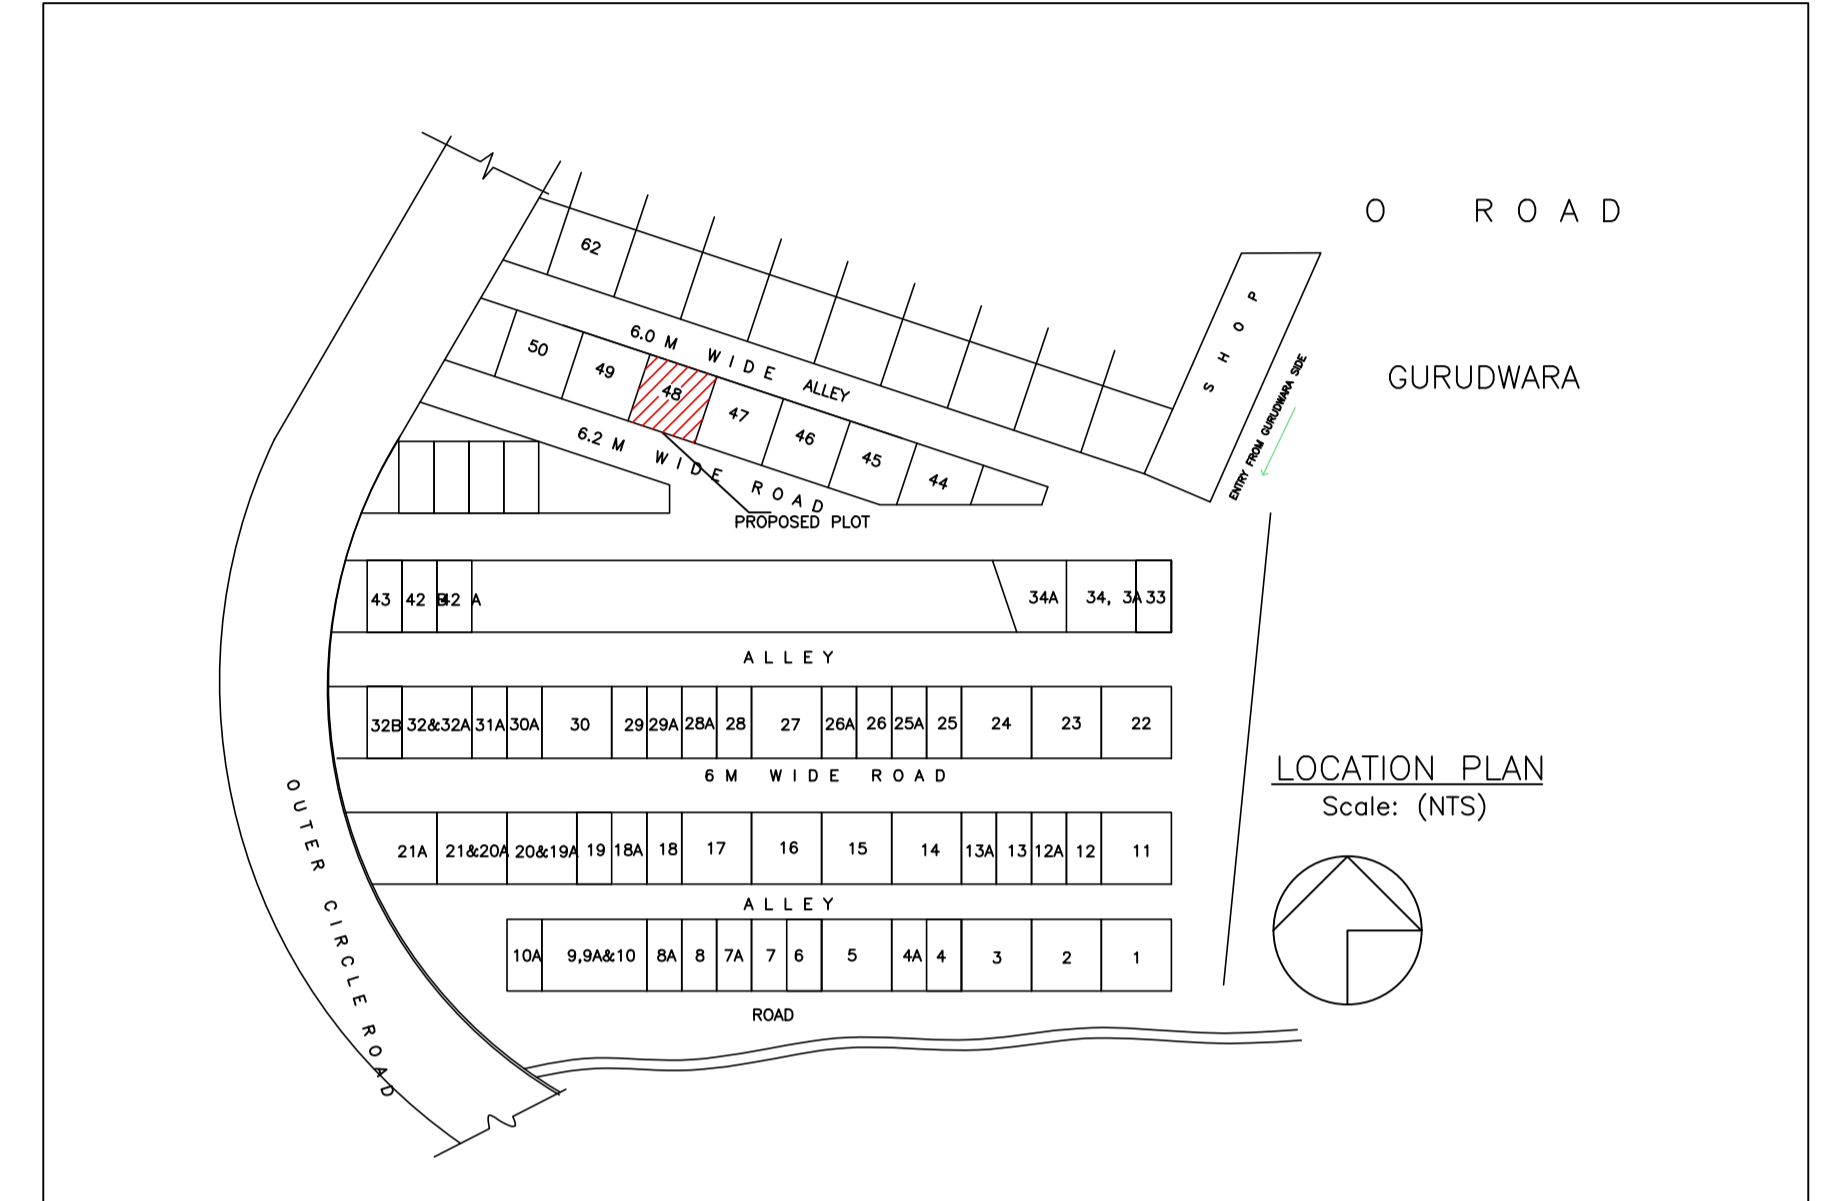 O ROAD
62
SHOP
6.0 M WIDE ALLEY
50
49
48
47
46
45
44
ENTRY FROM GURUDWARA SIDE
GURUDWARA
6.2 M WIDE ROAD
PROPOSED PLOT
43
42 B
42 A
34A
34, 3A
33
ALLEY
32B
32&32A
31A
30A
30
29
29A
28A
28
27
26A
26
25A
25
24
23
22
6 M WIDE ROAD
LOCATION PLAN
Scale: (NTS)
21A
21&20A
20&19A
19
18A
18
17
16
15
14
13A
13
12A
12
11
ALLEY
10A
9,9A&10
8A
8
7A
7
6
5
4A
4
3
2
1
ROAD
OUTER CIRCLE ROAD